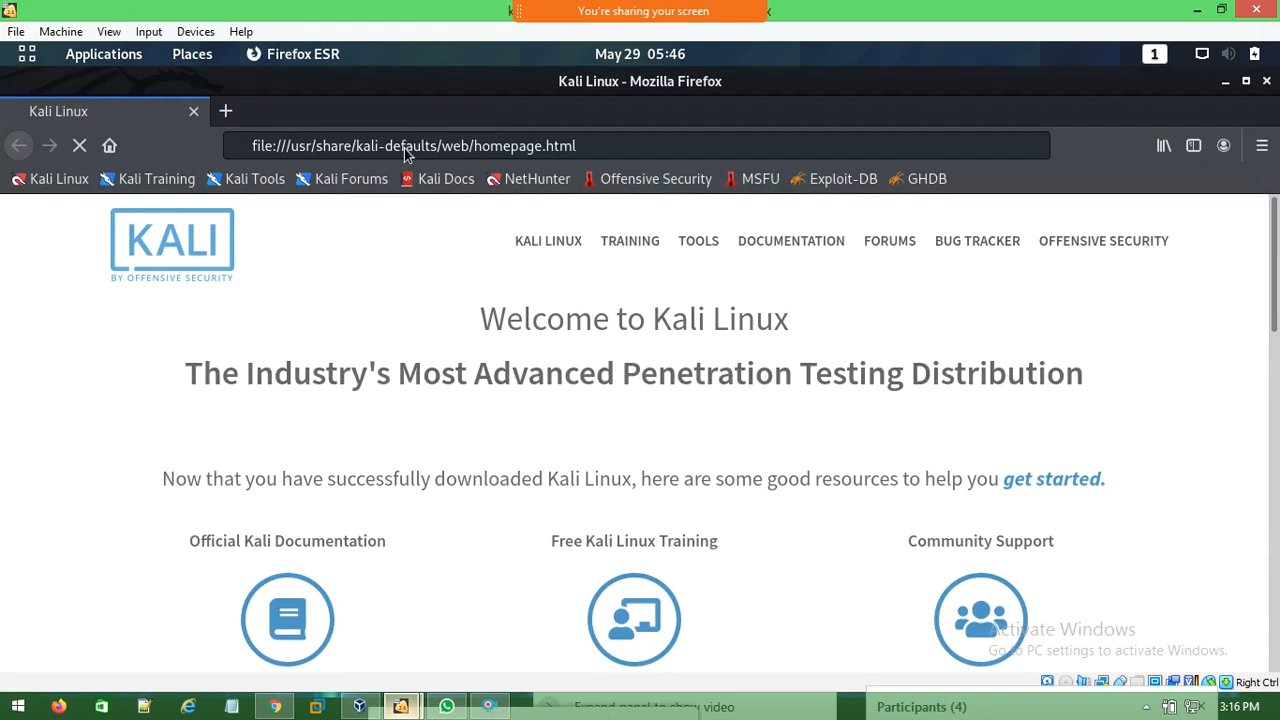 You're sharing your screen
File Machine View Input Devices Help
Applications Places Firefox ESR May 29 05:46 1
Kali Linux - Mozilla Firefox
Kali Linux
file:///usr/share/kali-defaults/web/homepage.html
Kali Linux Kali Training Kali Tools Kali Forums Kali Docs NetHunter Offensive Security MSFU Exploit-DB GHDB
KALI
BY OFFENSIVE SECURITY
KALI LINUX TRAINING TOOLS DOCUMENTATION FORUMS BUG TRACKER OFFENSIVE SECURITY
Welcome to Kali Linux
The Industry's Most Advanced Penetration Testing Distribution
Now that you have successfully downloaded Kali Linux, here are some good resources to help you get started.
Official Kali Documentation Free Kali Linux Training Community Support
Activate Windows
Go to PC settings to activate Windows.
Right Ctrl
Expand panel to show video
Participants (4)
3:16 PM